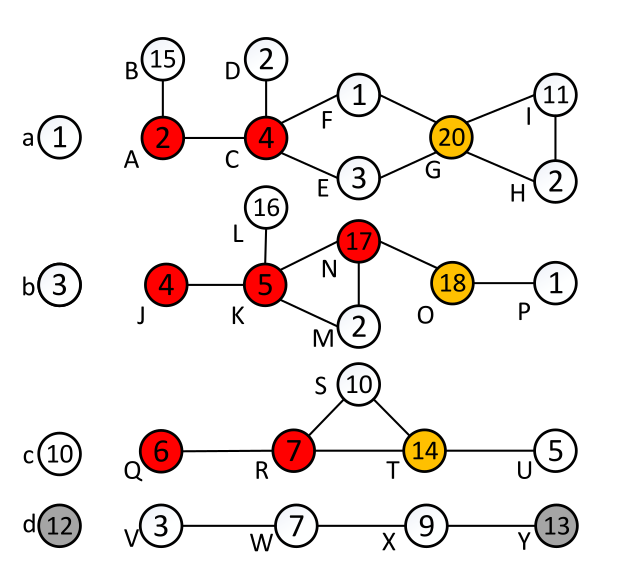 B 15 D 2
1 11
a 1 2 4 20
A C F G I
E 3 H 2
L 16
17
b 3 4 5 N 18 1
J K M 2 O P
S 10
c 10 6 7 14 5
Q R T U
d 12 V 3 W 7 X 9 Y 13